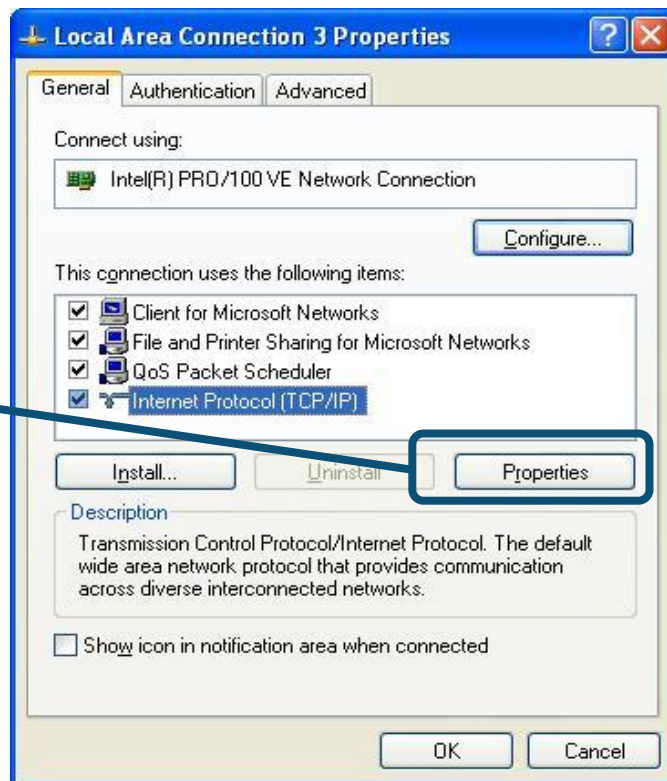 Local Area Connection 3 Properties
General Authentication Advanced
Connect using:
Intel(R) PRO/100 VE Network Connection
Configure...
This connection uses the following items:
Client for Microsoft Networks
File and Printer Sharing for Microsoft Networks
QoS Packet Scheduler
Internet Protocol (TCP/IP)
Install... Uninstall Properties
Description
Transmission Control Protocol/Internet Protocol. The default
wide area network protocol that provides communication
across diverse interconnected networks.
Show icon in notification area when connected
OK Cancel